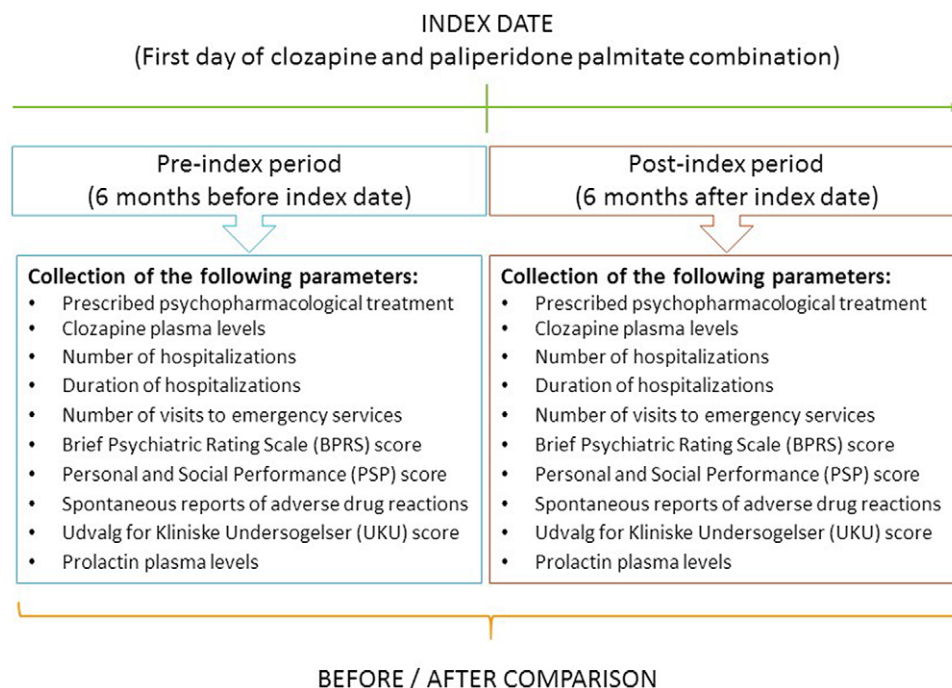 INDEX DATE
(First day of clozapine and paliperidone palmitate combination)
Pre-index period
(6 months before index date)
Post-index period
(6 months after index date)
Collection of the following parameters:
• Prescribed psychopharmacological treatment
• Clozapine plasma levels
• Number of hospitalizations
• Duration of hospitalizations
• Number of visits to emergency services
• Brief Psychiatric Rating Scale (BPRS) score
• Personal and Social Performance (PSP) score
• Spontaneous reports of adverse drug reactions
• Udvalg for Kliniske Undersogelser (UKU) score
• Prolactin plasma levels
Collection of the following parameters:
• Prescribed psychopharmacological treatment
• Clozapine plasma levels
• Number of hospitalizations
• Duration of hospitalizations
• Number of visits to emergency services
• Brief Psychiatric Rating Scale (BPRS) score
• Personal and Social Performance (PSP) score
• Spontaneous reports of adverse drug reactions
• Udvalg for Kliniske Undersogelser (UKU) score
• Prolactin plasma levels
BEFORE / AFTER COMPARISON